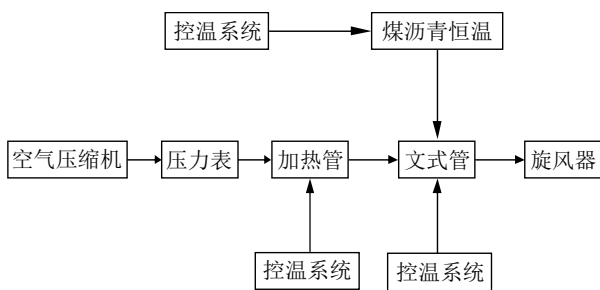 控温系统
煤沥青恒温
空气压缩机
压力表
加热管
文式管
旋风器
控温系统
控温系统